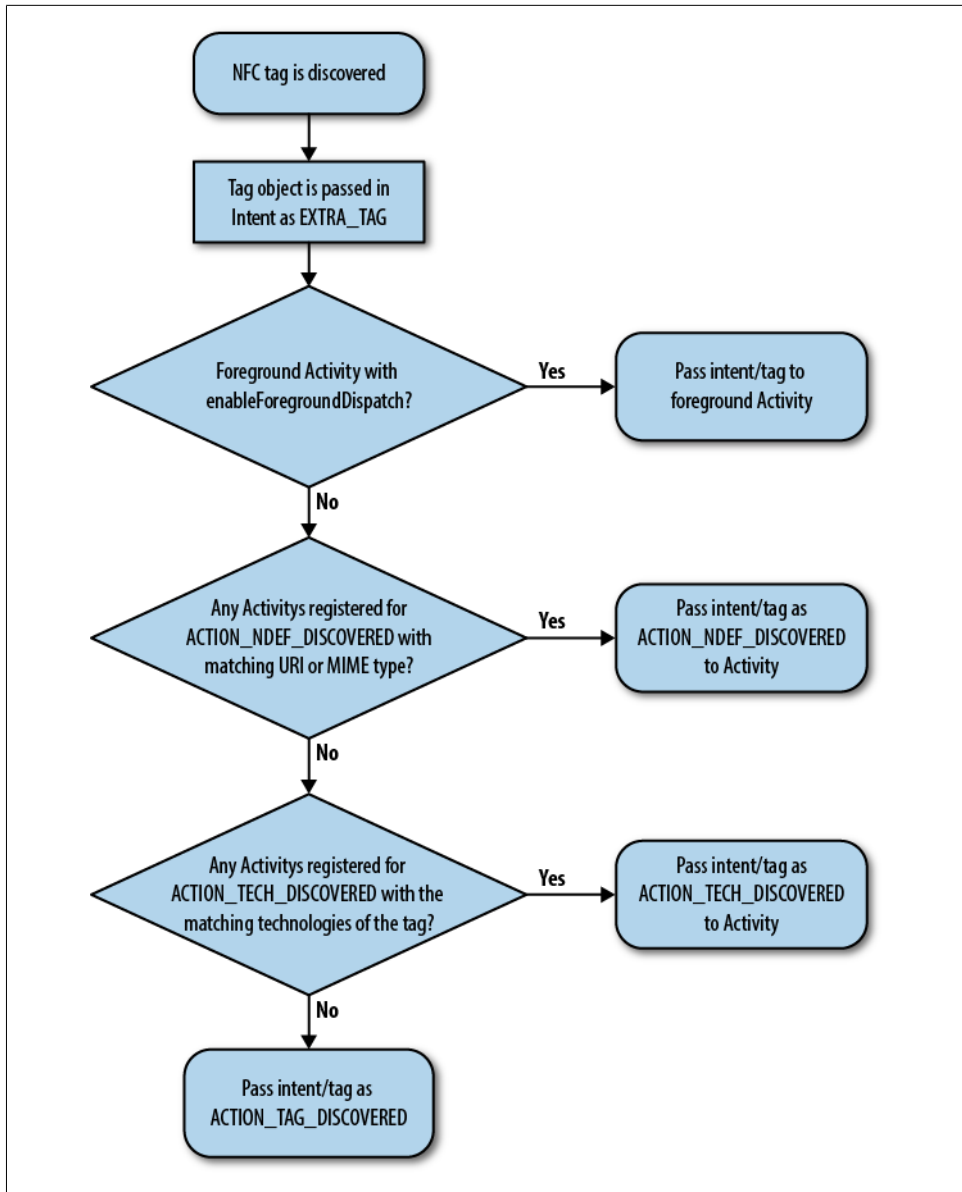 NFC tag is discovered
Tag object is passed in
Intent as EXTRA_TAG
Foreground Activity with
enableForegroundDispatch?
Yes
Pass intent/tag to
foreground Activity
No
Any Activitys registered for
ACTION_NDEF_DISCOVERED with
matching URI or MIME type?
Yes
Pass intent/tag as
ACTION_NDEF_DISCOVERED
to Activity
No
Any Activitys registered for
ACTION_TECH_DISCOVERED with the
matching technologies of the tag?
Yes
Pass intent/tag as
ACTION_TECH_DISCOVERED
to Activity
No
Pass intent/tag as
ACTION_TAG_DISCOVERED